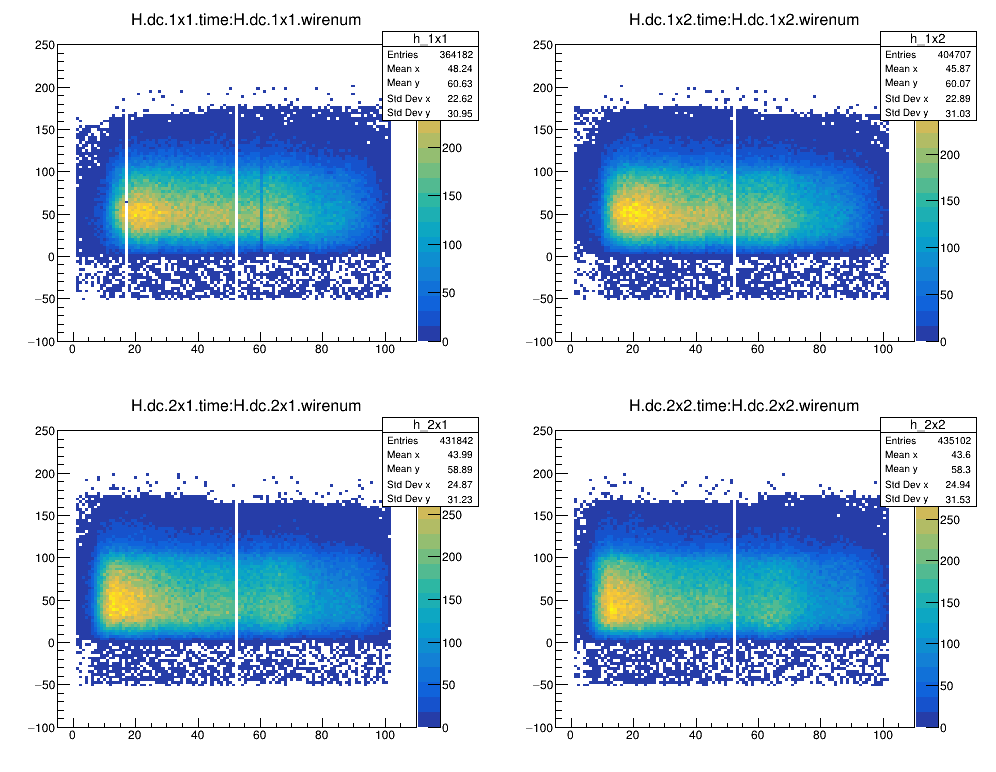 H.dc.1x1.time:H.dc.1x1.wirenum
h_1x1
Entries 364182
Mean x 48.24
Mean y 60.63
Std Dev x 22.62
Std Dev y 30.95
250
200
150
100
50
0
−50
−100
0 20 40 60 80 100
200
150
100
50
0
H.dc.1x2.time:H.dc.1x2.wirenum
h_1x2
Entries 404707
Mean x 45.87
Mean y 60.07
Std Dev x 22.89
Std Dev y 31.03
250
200
150
100
50
0
−50
−100
0 20 40 60 80 100
200
150
100
50
0
H.dc.2x1.time:H.dc.2x1.wirenum
h_2x1
Entries 431842
Mean x 43.99
Mean y 58.89
Std Dev x 24.87
Std Dev y 31.23
250
200
150
100
50
0
−50
−100
0 20 40 60 80 100
250
200
150
100
50
0
H.dc.2x2.time:H.dc.2x2.wirenum
h_2x2
Entries 435102
Mean x 43.6
Mean y 58.3
Std Dev x 24.94
Std Dev y 31.53
250
200
150
100
50
0
−50
−100
0 20 40 60 80 100
250
200
150
100
50
0